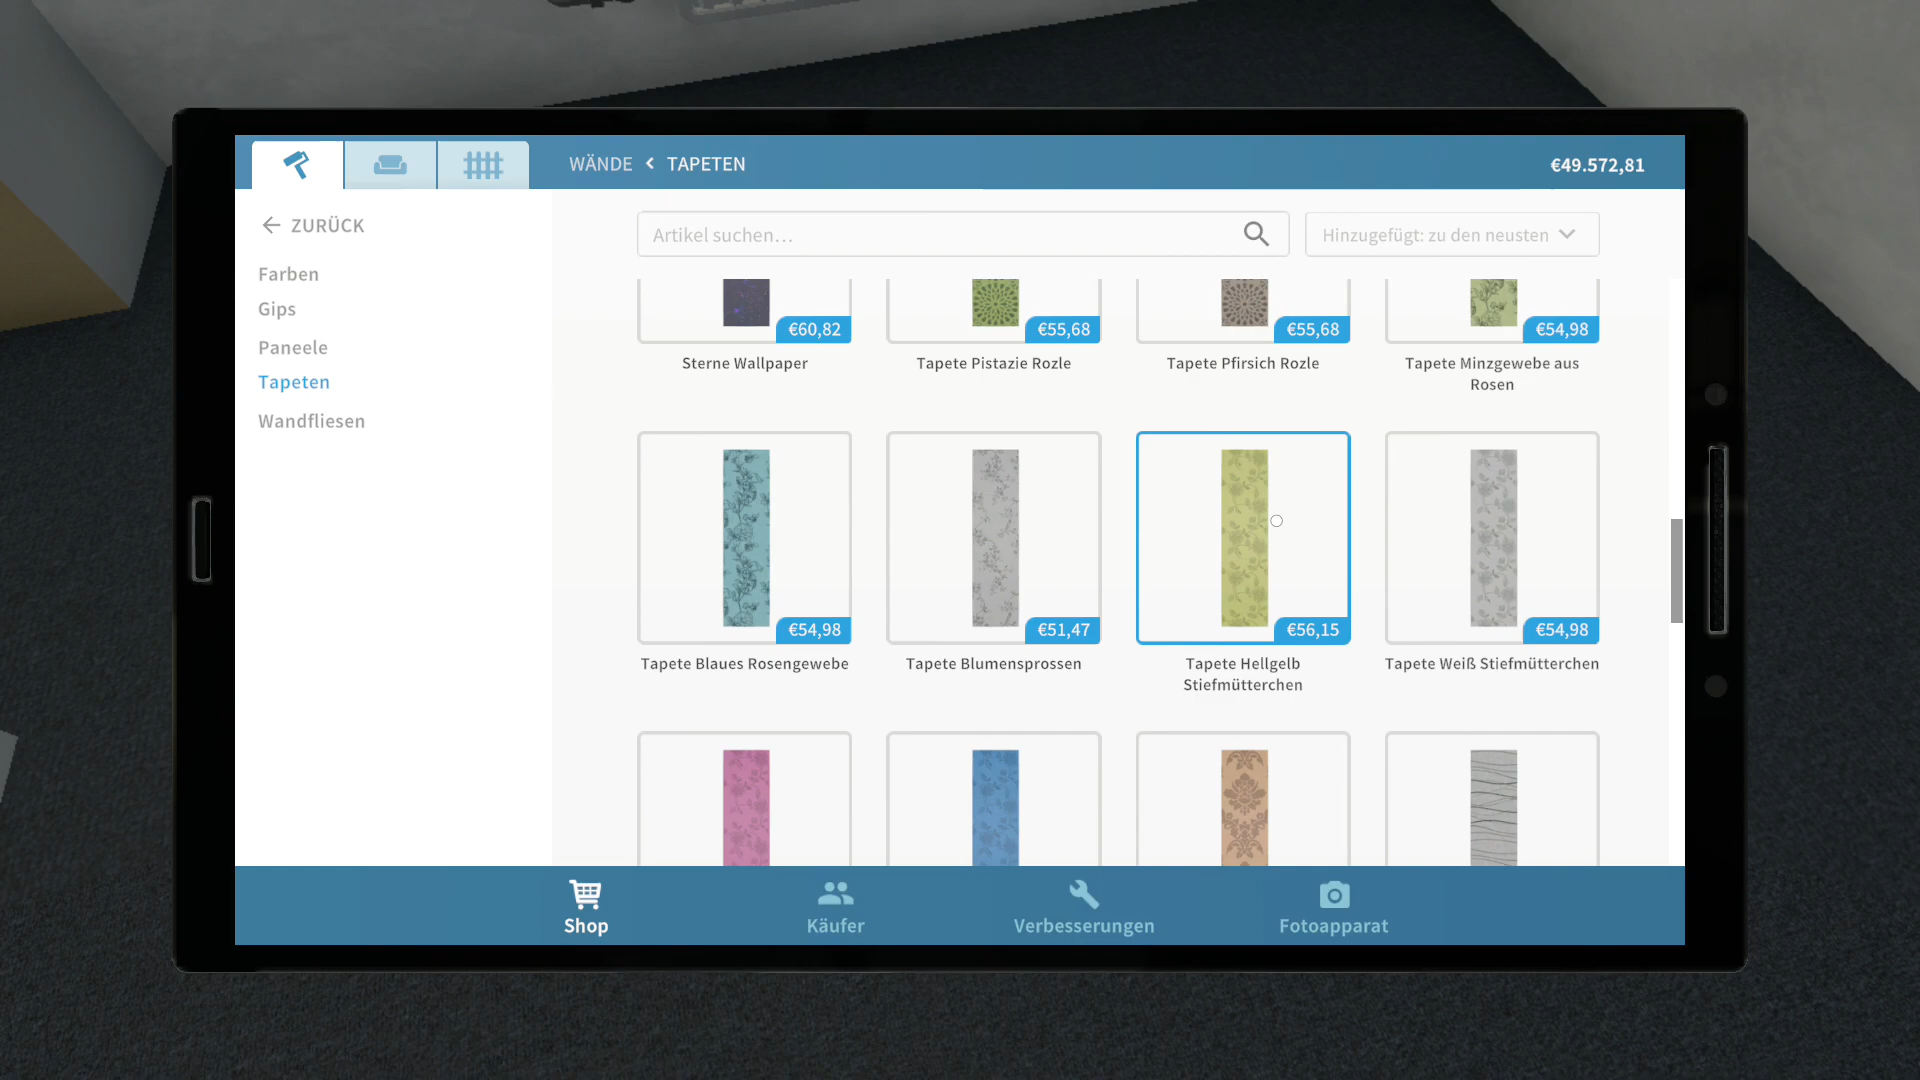 WÄNDE < TAPETEN
€49.572,81
ZURÜCK
Farben
Gips
Paneele
Tapeten
Wandfliesen
Artikel suchen...
Hinzugefügt: zu den neusten
€60,82
€55,68
€55,68
€54,98
Sterne Wallpaper
Tapete Pistazie Rozle
Tapete Pfirsich Rozle
Tapete Minzgewebe aus
Rosen
€54,98
€51,47
€56,15
€54,98
Tapete Blaues Rosengewebe
Tapete Blumensprossen
Tapete Hellgelb
Stiefmütterchen
Tapete Weiß Stiefmütterchen
Shop
Käufer
Verbesserungen
Fotoapparat